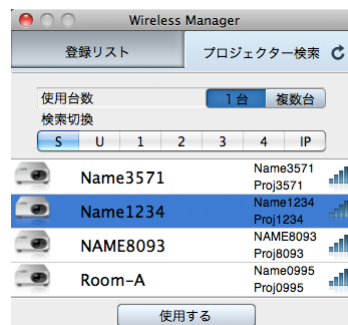 Wireless Manager
登録リスト プロジェクター検索
使用台数 1台 複数台
検索切換
S U 1 2 3 4 IP
Name3571 Name3571
Proj3571
Name1234 Name1234
Proj1234
NAME8093 NAME8093
Proj8093
Room-A Name0995
Proj0995
使用する